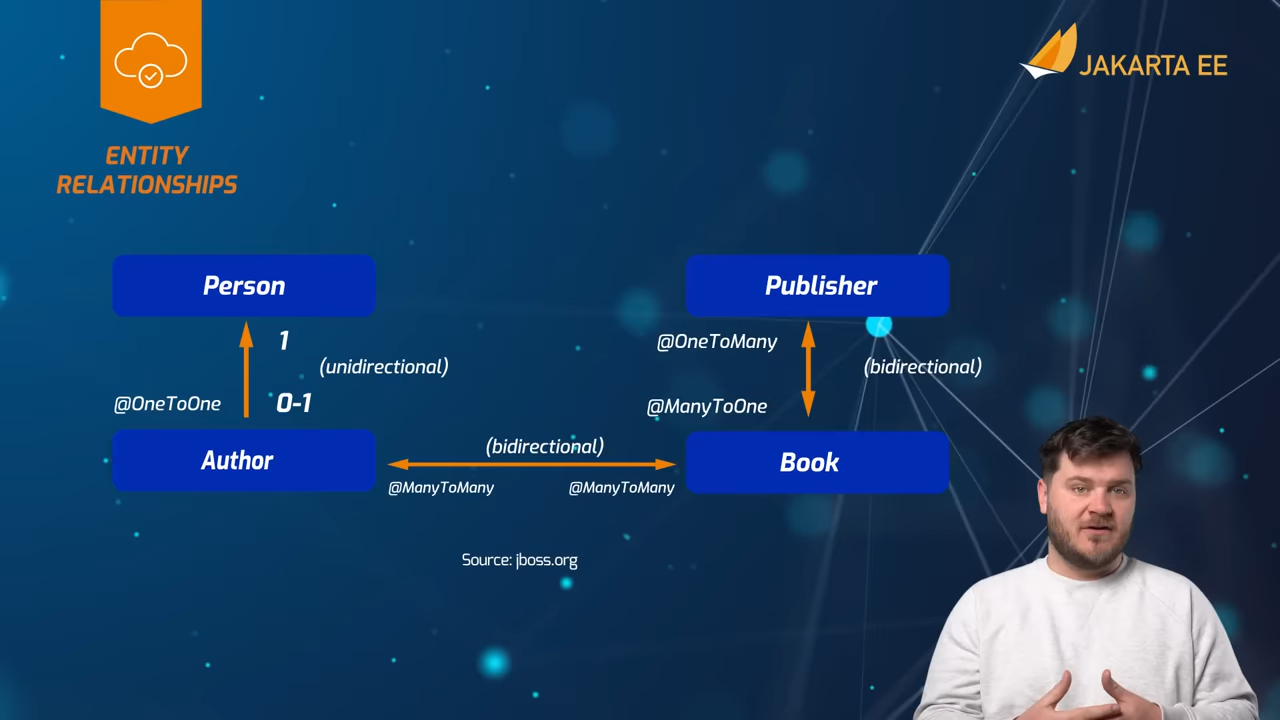 JAKARTA EE
ENTITY
RELATIONSHIPS
Person
1
(unidirectional)
@OneToOne
0-1
Author
Publisher
@OneToMany
(bidirectional)
@ManyToOne
Book
(bidirectional)
@ManyToMany
@ManyToMany
Source: jboss.org